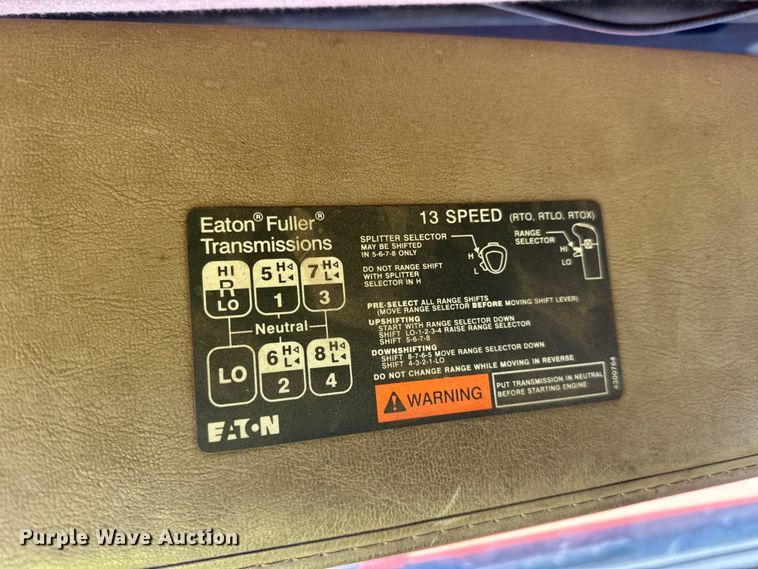 Eaton® Fuller®
Transmissions
13 SPEED (RTO, RTLO, RTOX)
SPLITTER SELECTOR
MAY BE SHIFTED
IN 5-6-7-8 ONLY
H
L
RANGE
SELECTOR
HI
LO
DO NOT RANGE SHIFT
WITH SPLITTER
SELECTOR IN H
HI
R
LO
5 H
L
1
7 H
L
3
Neutral
LO
6 H
L
2
8 H
L
4
PRE-SELECT ALL RANGE SHIFTS
(MOVE RANGE SELECTOR BEFORE MOVING SHIFT LEVER)
UPSHIFTING
START WITH RANGE SELECTOR DOWN
SHIFT LO-1-2-3-4 RAISE RANGE SELECTOR
SHIFT 5-6-7-8
DOWNSHIFTING
SHIFT 8-7-6-5 MOVE RANGE SELECTOR DOWN
SHIFT 4-3-2-1-LO
DO NOT CHANGE RANGE WHILE MOVING IN REVERSE
WARNING
PUT TRANSMISSION IN NEUTRAL
BEFORE STARTING ENGINE
4300764
EATON
Purple Wave Auction